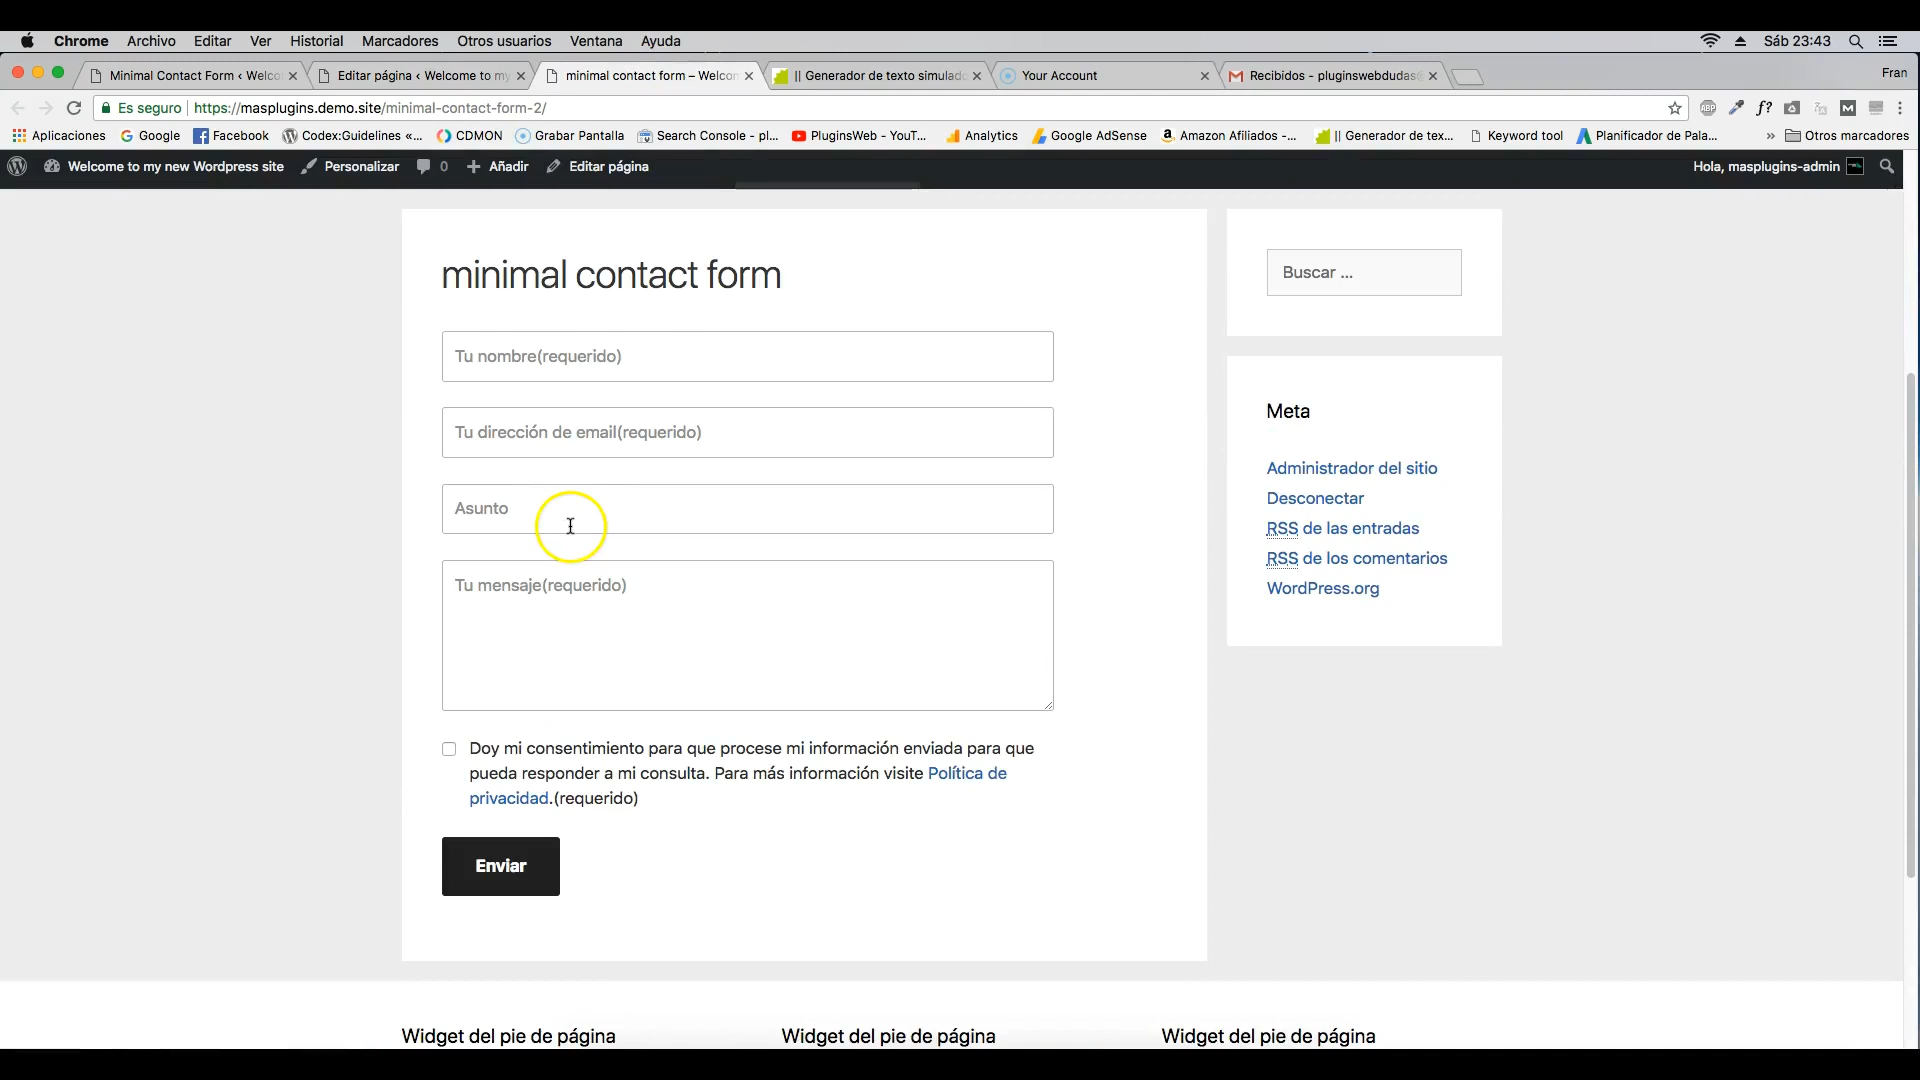 Chrome Archivo Editar Ver Historial Marcadores Otros usuarios Ventana Ayuda Sáb 23:43
Minimal Contact Form ‹ Welco Editar página ‹ Welcome to my minimal contact form – Welcom || Generador de texto simulado Your Account Recibidos - pluginswebdudas@ Fran
Es seguro https://masplugins.demo.site/minimal-contact-form-2/ ABP f? M
Aplicaciones Google Facebook Codex:Guidelines «... CDMON Grabar Pantalla Search Console - pl... PluginsWeb - YouT... Analytics Google AdSense Amazon Afiliados -... || Generador de tex... Keyword tool Planificador de Pala... » Otros marcadores
Welcome to my new Wordpress site Personalizar 0 Añadir Editar página Hola, masplugins-admin
minimal contact form
Tu nombre(requerido)
Tu dirección de email(requerido)
Asunto
Tu mensaje(requerido)
Doy mi consentimiento para que procese mi información enviada para que
pueda responder a mi consulta. Para más información visite Política de
privacidad.(requerido)
Enviar
Buscar ...
Meta
Administrador del sitio
Desconectar
RSS de las entradas
RSS de los comentarios
WordPress.org
Widget del pie de página Widget del pie de página Widget del pie de página